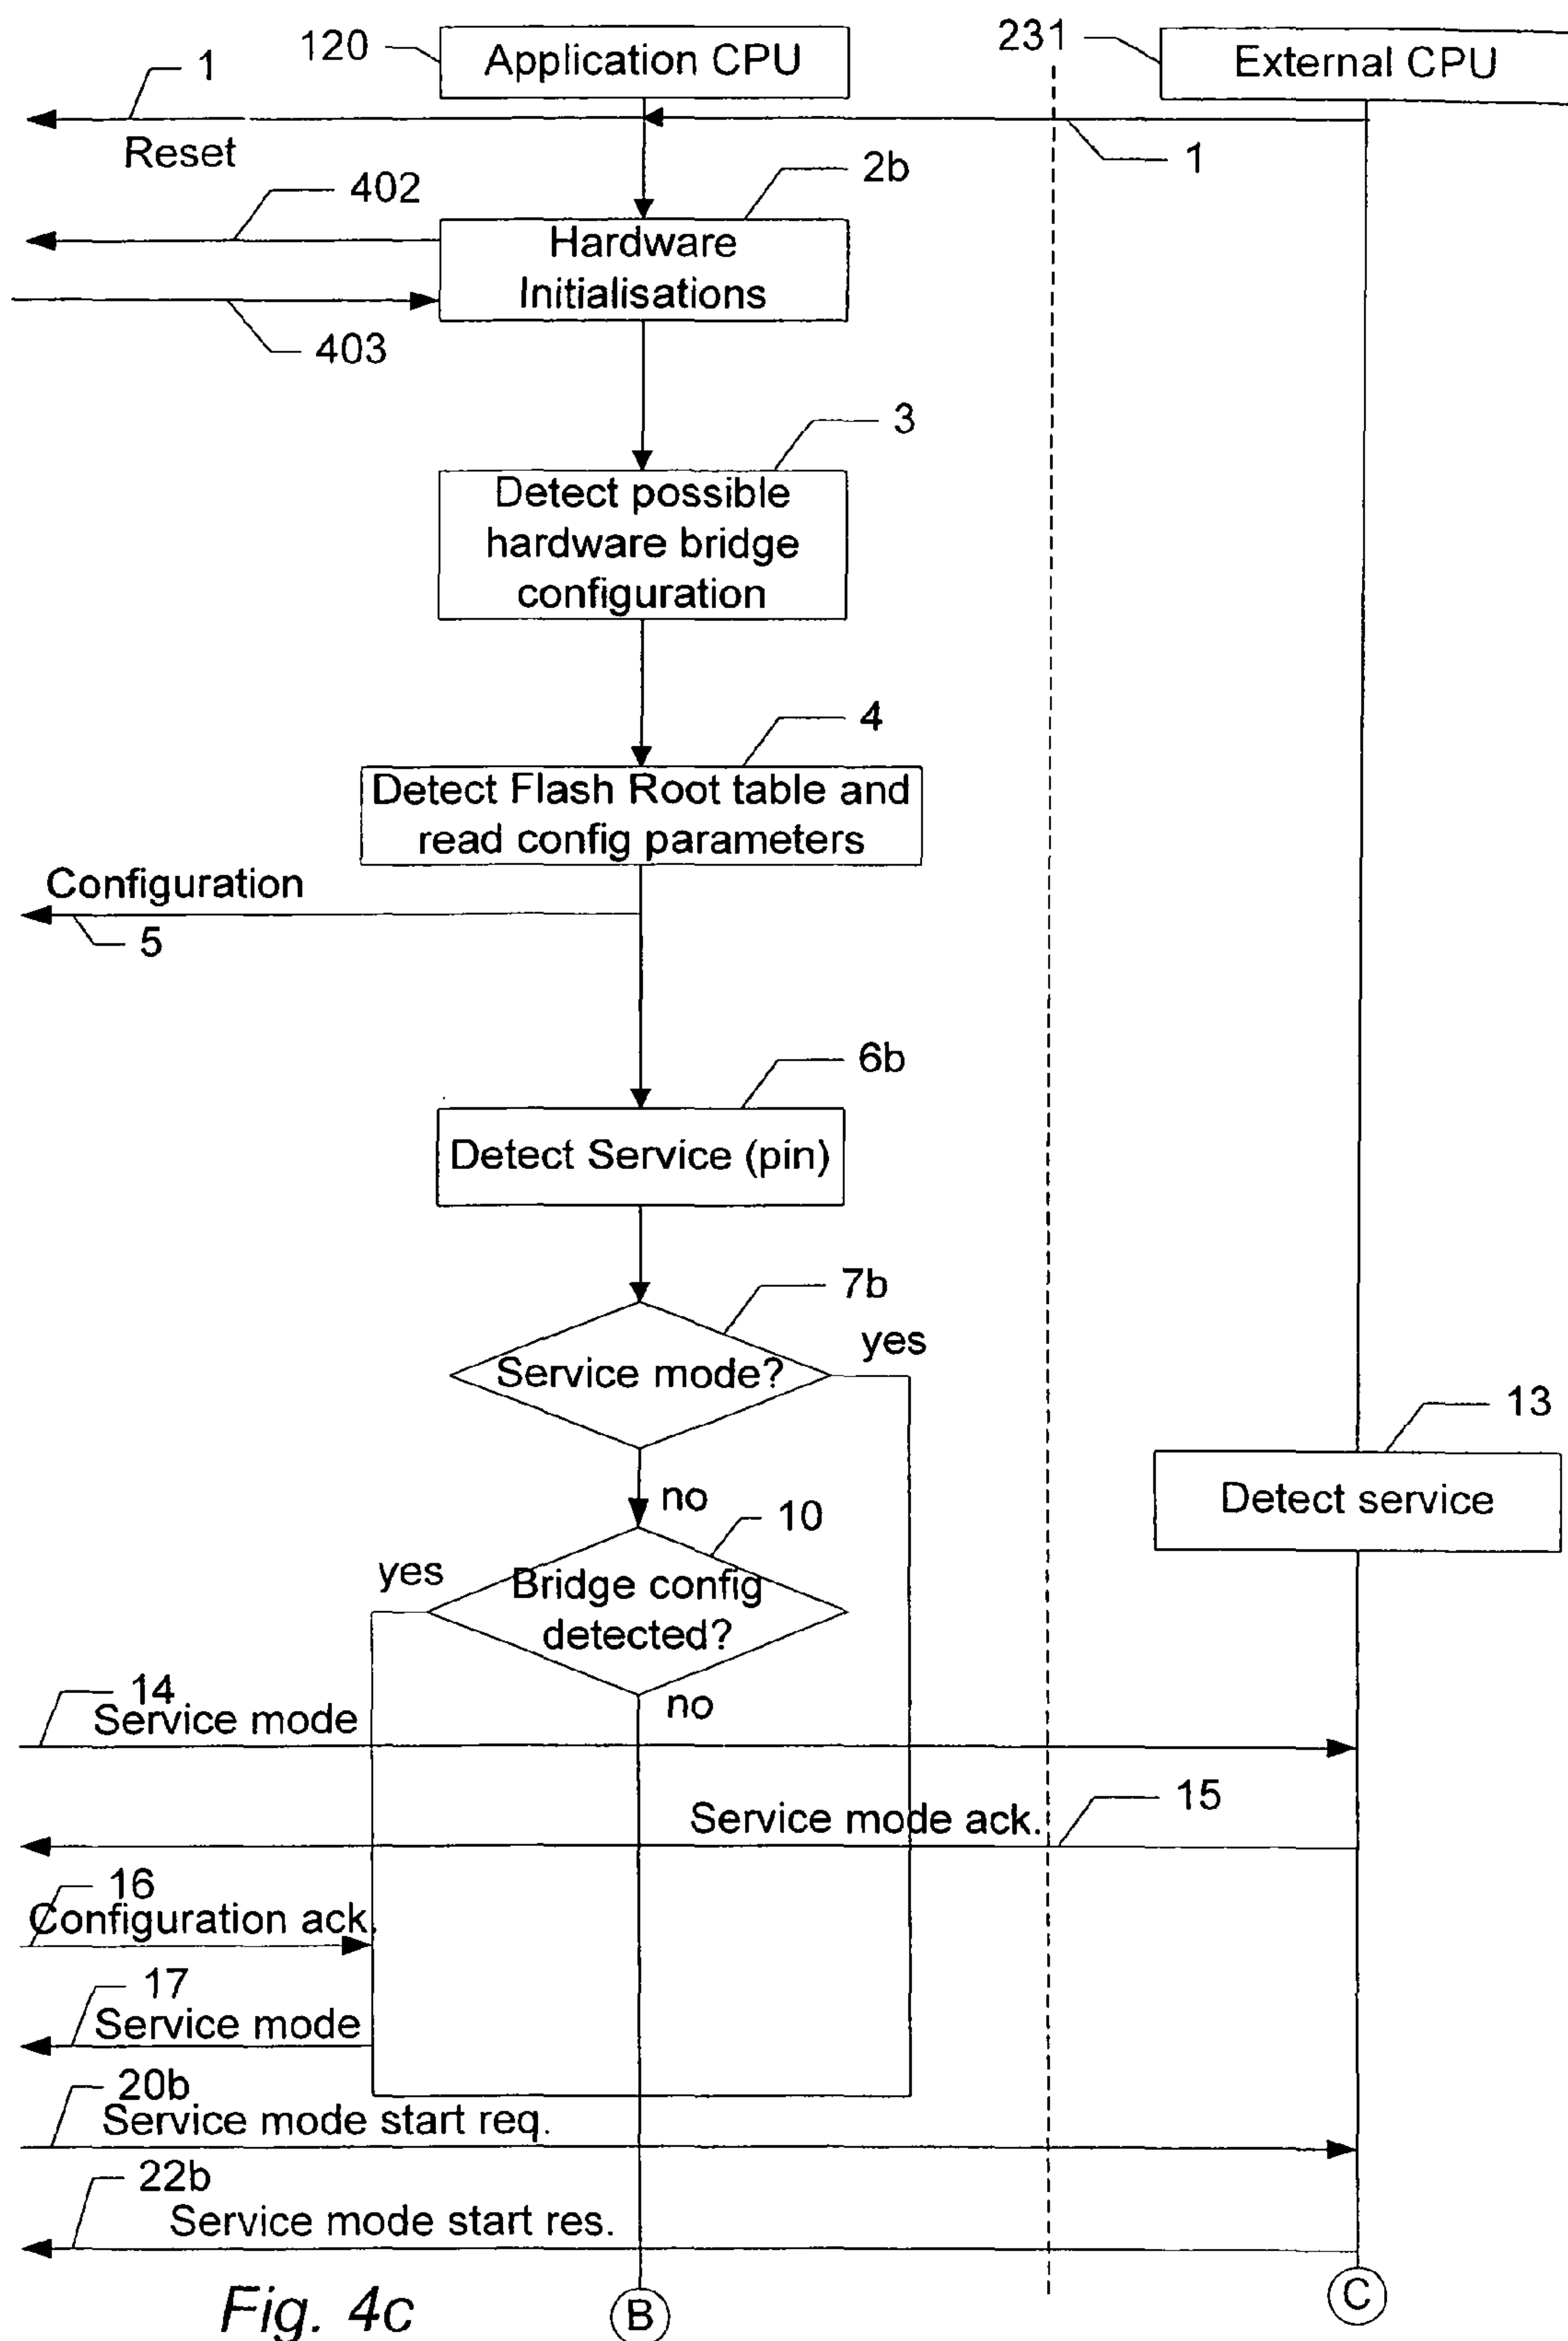 120
Application CPU
231
External CPU
1
Reset
1
402
2b
Hardware
Initialisations
403
3
Detect possible
hardware bridge
configuration
4
Detect Flash Root table and
read config parameters
Configuration
5
6b
Detect Service (pin)
7b
Service mode?
yes
13
Detect service
no
10
yes
Bridge config
detected?
14
Service mode
no
15
Service mode ack.
16
Configuration ack.
17
Service mode
20b
Service mode start req.
22b
Service mode start res.
Fig. 4c
B
C